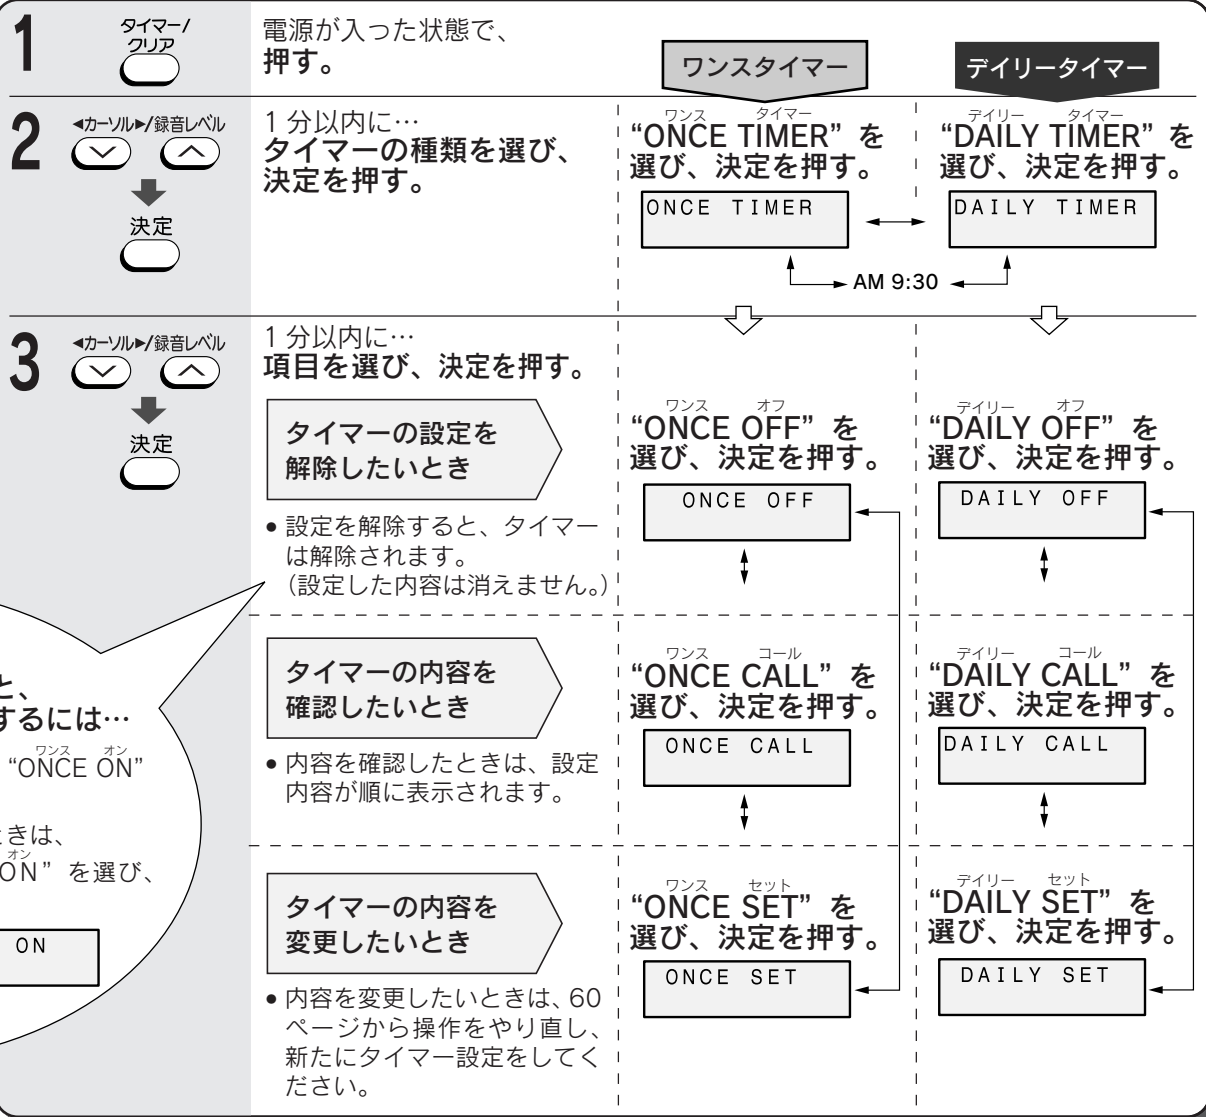 1
タイマー/
クリア
電源が入った状態で、
押す。
ワンスタイマー
デイリータイマー
2
◀カーソル▶/録音レベル
決定
1 分以内に…
タイマーの種類を選び、
決定を押す。
ワンス タイマー
“ONCE TIMER” を
選び、決定を押す。
ONCE TIMER
デイリー タイマー
“DAILY TIMER” を
選び、決定を押す。
DAILY TIMER
AM 9:30
3
◀カーソル▶/録音レベル
決定
1 分以内に…
項目を選び、決定を押す。
タイマーの設定を
解除したいとき
● 設定を解除すると、タイマー
は解除されます。
（設定した内容は消えません。）
ワンス オフ
“ONCE OFF” を
選び、決定を押す。
ONCE OFF
デイリー オフ
“DAILY OFF” を
選び、決定を押す。
DAILY OFF
タイマーの内容を
確認したいとき
● 内容を確認したときは、設定
内容が順に表示されます。
ワンス コール
“ONCE CALL” を
選び、決定を押す。
ONCE CALL
デイリー コール
“DAILY CALL” を
選び、決定を押す。
DAILY CALL
タイマーの内容を
変更したいとき
● 内容を変更したいときは、60
ページから操作をやり直し、
新たにタイマー設定をしてく
ださい。
ワンス セット
“ONCE SET” を
選び、決定を押す。
ONCE SET
デイリー セット
“DAILY SET” を
選び、決定を押す。
DAILY SET
と、
するには…
ワンス オン
“ONCE ON”
ときは、
オン
ON” を選び、
ON